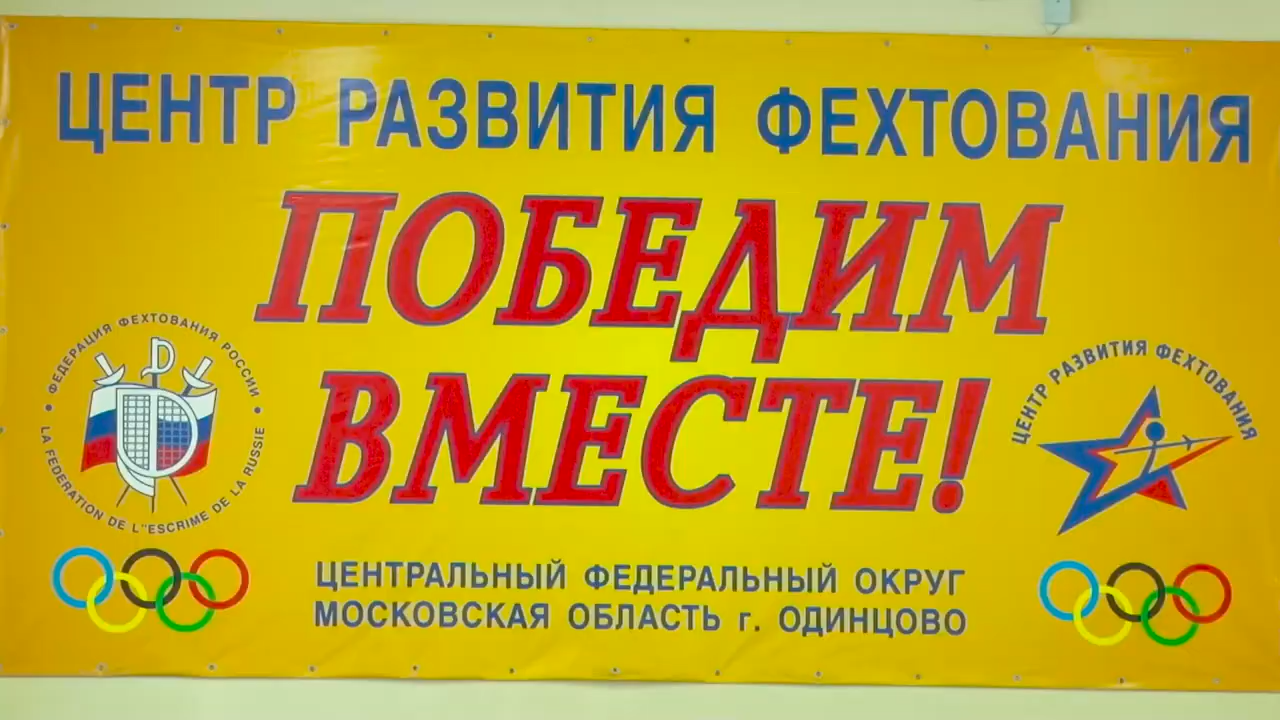 ЦЕНТР РАЗВИТИЯ ФЕХТОВАНИЯ
ПОБЕДИМ
ВМЕСТЕ!
• ФЕДЕРАЦИЯ ФЕХТОВАНИЯ РОССИИ •
LA FEDERATION DE L"ESCRIME DE LA RUSSIE
ЦЕНТР РАЗВИТИЯ ФЕХТОВАНИЯ
ЦЕНТРАЛЬНЫЙ ФЕДЕРАЛЬНЫЙ ОКРУГ
МОСКОВСКАЯ ОБЛАСТЬ г. ОДИНЦОВО